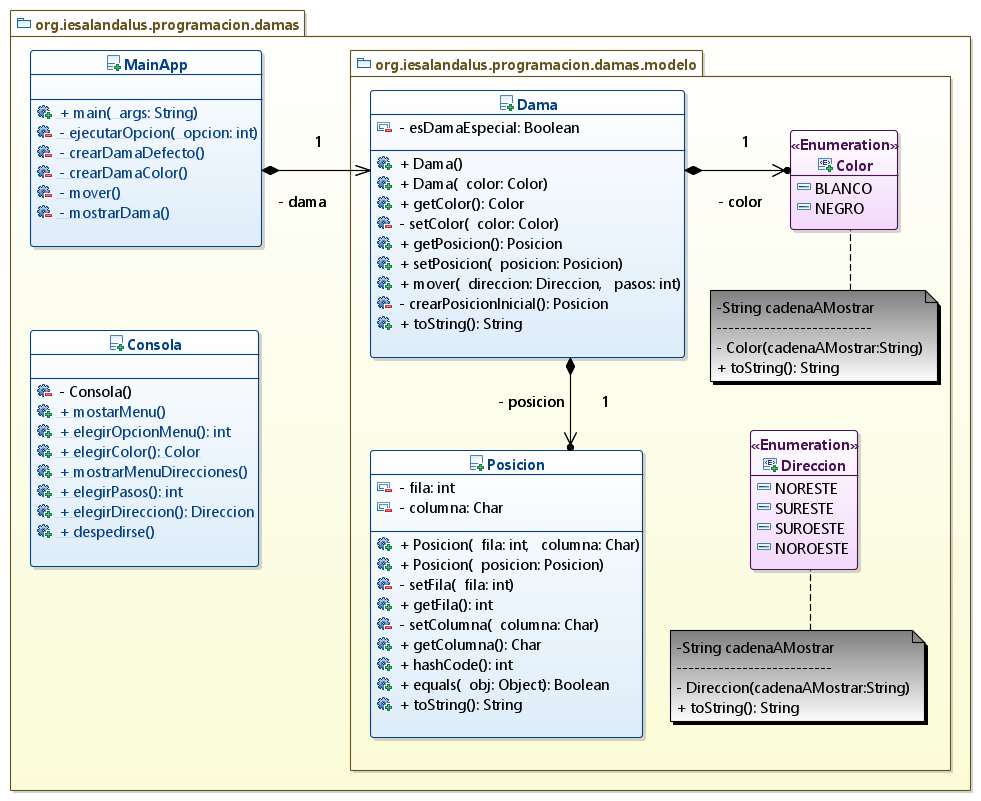 org.iesalandalus.programacion.damas
MainApp
+ main( args: String)
- ejecutarOpcion( opcion: int)
- crearDamaDefecto()
- crearDamaColor()
- mover()
- mostrarDama()
1
- dama
Consola
- Consola()
+ mostarMenu()
+ elegirOpcionMenu(): int
+ elegirColor(): Color
+ mostrarMenuDirecciones()
+ elegirPasos(): int
+ elegirDireccion(): Direccion
+ despedirse()
org.iesalandalus.programacion.damas.modelo
Dama
- esDamaEspecial: Boolean
+ Dama()
+ Dama( color: Color)
+ getColor(): Color
- setColor( color: Color)
+ getPosicion(): Posicion
+ setPosicion( posicion: Posicion)
+ mover( direccion: Direccion, pasos: int)
- crearPosicionInicial(): Posicion
+ toString(): String
1
- color
«Enumeration»
Color
BLANCO
NEGRO
-String cadenaAMostrar
--------------------------
- Color(cadenaAMostrar:String)
+ toString(): String
- posicion 1
Posicion
- fila: int
- columna: Char
+ Posicion( fila: int, columna: Char)
+ Posicion( posicion: Posicion)
- setFila( fila: int)
+ getFila(): int
- setColumna( columna: Char)
+ getColumna(): Char
+ hashCode(): int
+ equals( obj: Object): Boolean
+ toString(): String
«Enumeration»
Direccion
NORESTE
SURESTE
SUROESTE
NOROESTE
-String cadenaAMostrar
--------------------------
- Direccion(cadenaAMostrar:String)
+ toString(): String